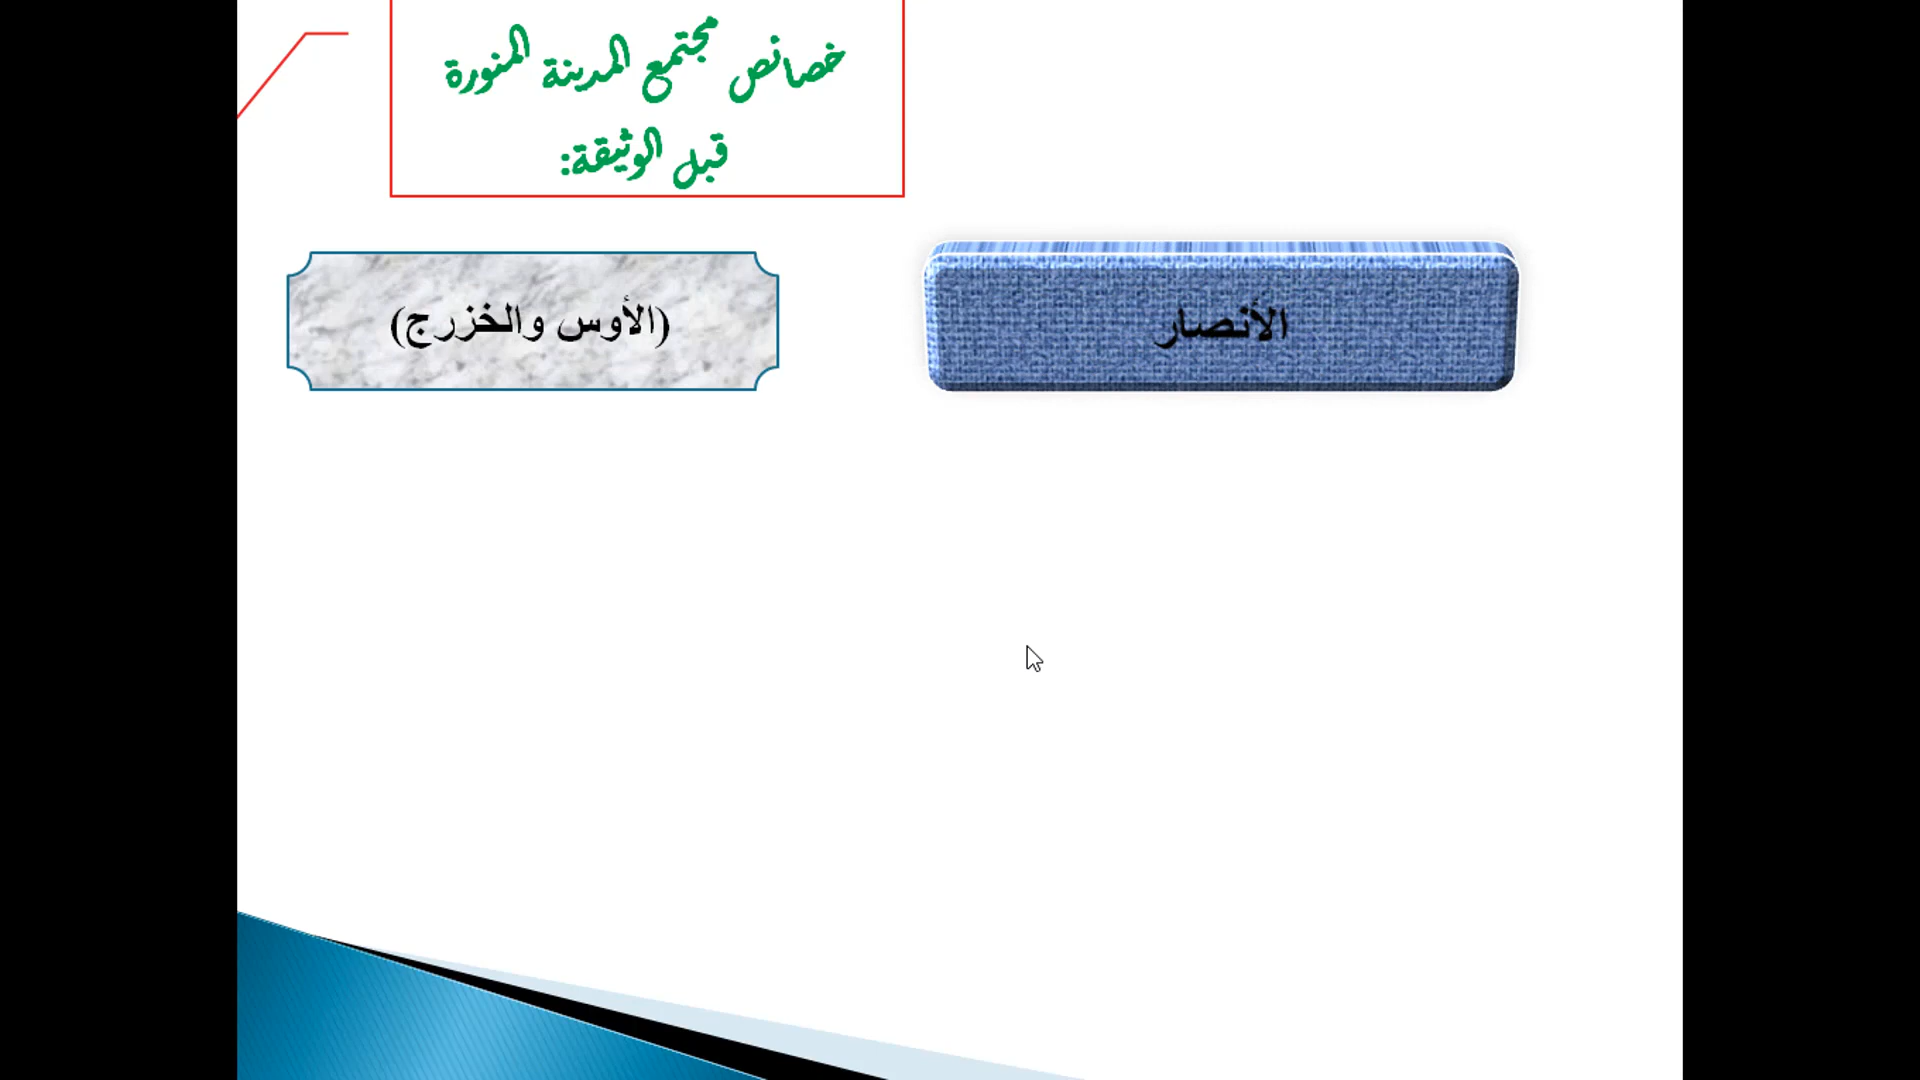 خصائص مجتمع المدينة المنورة
قبل الوثيقة:
الأنصار
(الأوس والخزرج)